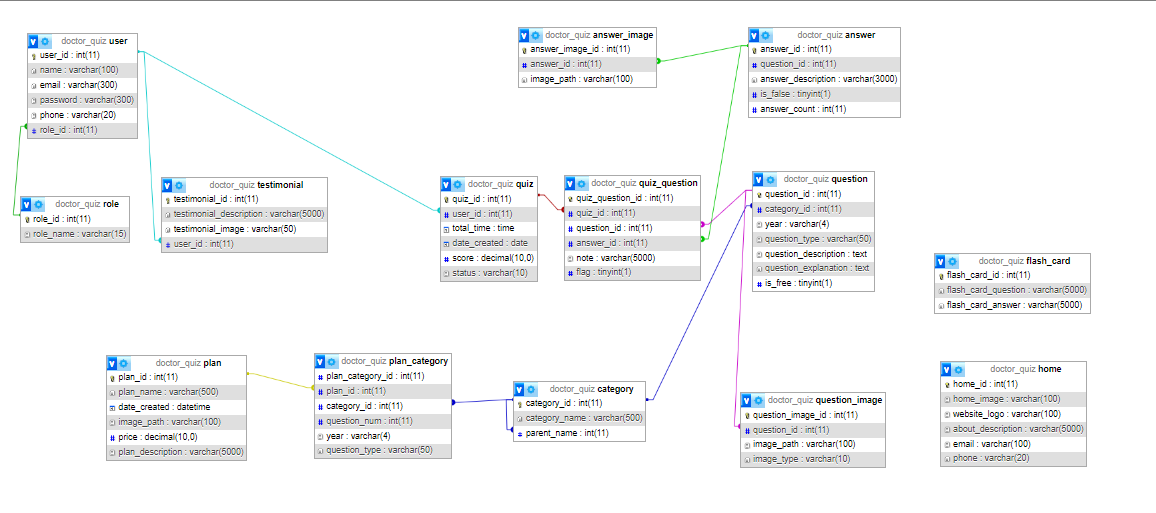 doctor_quiz user
user_id : int(11)
name : varchar(100)
email : varchar(300)
password : varchar(300)
phone : varchar(20)
role_id : int(11)
doctor_quiz answer_image
answer_image_id : int(11)
answer_id : int(11)
image_path : varchar(100)
doctor_quiz answer
answer_id : int(11)
question_id : int(11)
answer_description : varchar(3000)
is_false : tinyint(1)
answer_count : int(11)
doctor_quiz role
role_id : int(11)
role_name : varchar(15)
doctor_quiz testimonial
testimonial_id : int(11)
testimonial_description : varchar(5000)
testimonial_image : varchar(50)
user_id : int(11)
doctor_quiz quiz
quiz_id : int(11)
user_id : int(11)
total_time : time
date_created : date
score : decimal(10,0)
status : varchar(10)
doctor_quiz quiz_question
quiz_question_id : int(11)
quiz_id : int(11)
question_id : int(11)
answer_id : int(11)
note : varchar(5000)
flag : tinyint(1)
doctor_quiz question
question_id : int(11)
category_id : int(11)
year : varchar(4)
question_type : varchar(50)
question_description : text
question_explanation : text
is_free : tinyint(1)
doctor_quiz flash_card
flash_card_id : int(11)
flash_card_question : varchar(5000)
flash_card_answer : varchar(5000)
doctor_quiz plan
plan_id : int(11)
plan_name : varchar(500)
date_created : datetime
image_path : varchar(100)
price : decimal(10,0)
plan_description : varchar(5000)
doctor_quiz plan_category
plan_category_id : int(11)
plan_id : int(11)
category_id : int(11)
question_num : int(11)
year : varchar(4)
question_type : varchar(50)
doctor_quiz category
category_id : int(11)
category_name : varchar(500)
parent_name : int(11)
doctor_quiz question_image
question_image_id : int(11)
question_id : int(11)
image_path : varchar(100)
image_type : varchar(10)
doctor_quiz home
home_id : int(11)
home_image : varchar(100)
website_logo : varchar(100)
about_description : varchar(5000)
email : varchar(100)
phone : varchar(20)